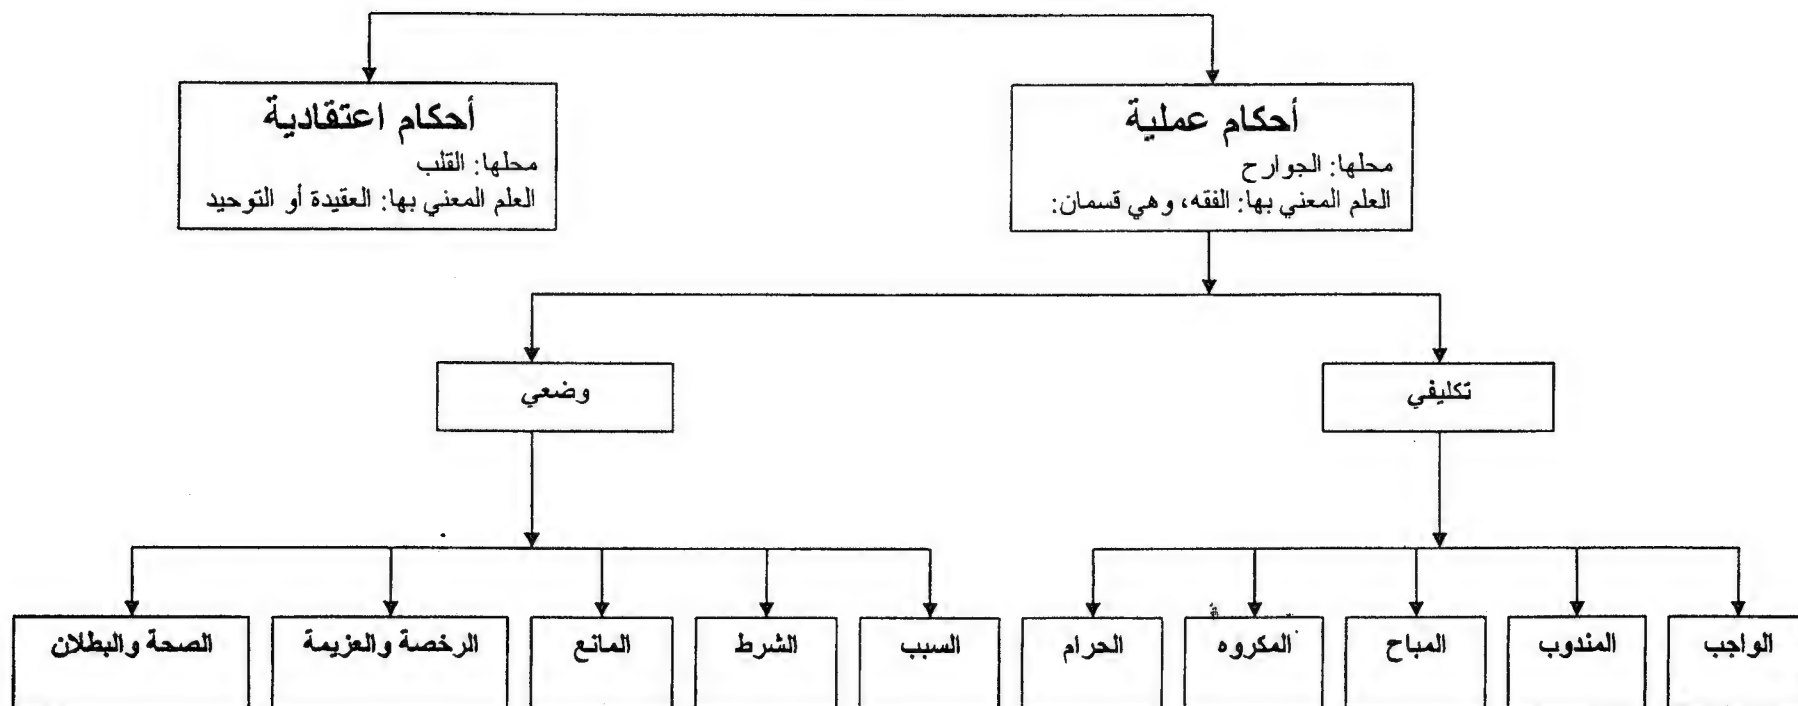 أحكام عملية
محلها: الجوارح
العلم المعني بها: الفقه، وهي قسمان:
أحكام اعتقادية
محلها: القلب
العلم المعني بها: العقيدة أو التوحيد
تكليفي
وضعي
الواجب
المندوب
المباح
المكروه
الحرام
السبب
الشرط
المانع
الرخصة والعزيمة
الصحة والبطلان